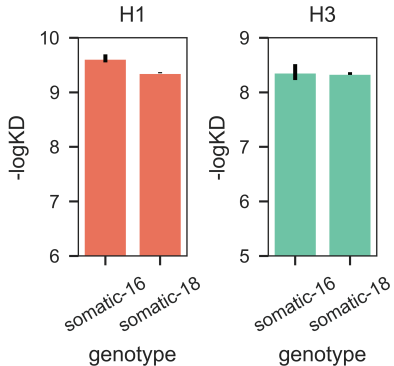 H1
10
9
8
7
6
-logKD
somatic-16
somatic-18
genotype
H3
9
8
7
6
5
-logKD
somatic-16
somatic-18
genotype